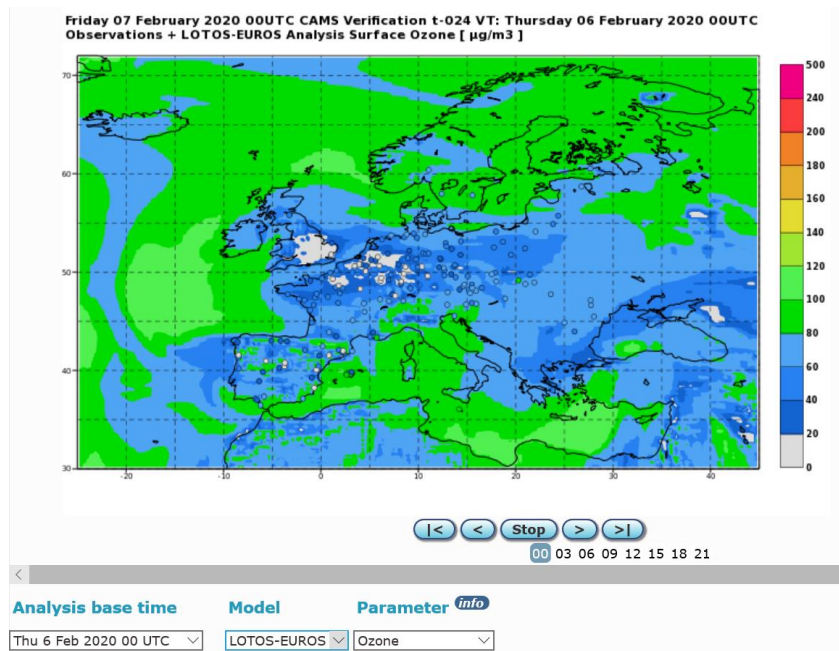 Friday 07 February 2020 00UTC CAMS Verification t-024 VT: Thursday 06 February 2020 00UTC
Observations + LOTOS-EUROS Analysis Surface Ozone [ µg/m3 ]
500
240
200
180
160
140
120
100
80
60
40
20
0
70
60
50
40
30
-20 -10 0 10 20 30 40
|< < Stop > >|
00 03 06 09 12 15 18 21
Analysis base time Model Parameter info
Thu 6 Feb 2020 00 UTC LOTOS-EUROS Ozone